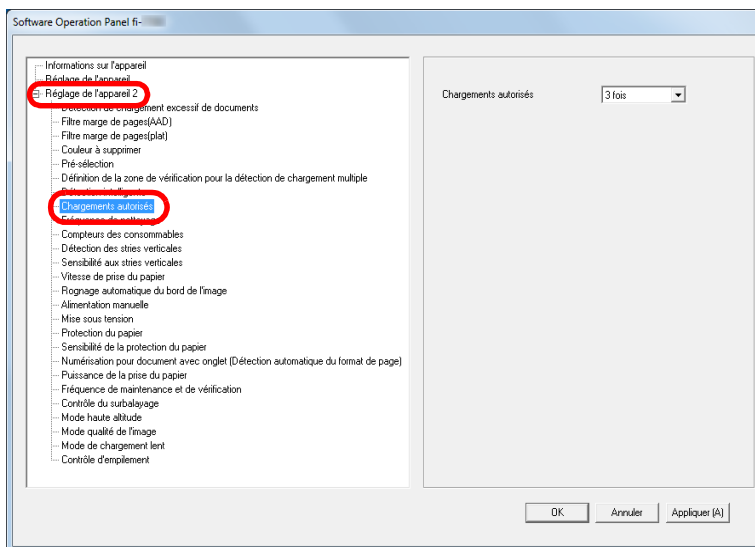 Software Operation Panel fi-
Informations sur l'appareil
Réglage de l'appareil
Réglage de l'appareil 2
Détection de chargement excessif de documents
Filtre marge de pages(AAD)
Filtre marge de pages(plat)
Couleur à supprimer
Pré-sélection
Définition de la zone de vérification pour la détection de chargement multiple
Détection intelligente
Chargements autorisés
Fréquence de nettoyage
Compteurs des consommables
Détection des stries verticales
Sensibilité aux stries verticales
Vitesse de prise du papier
Rognage automatique du bord de l'image
Alimentation manuelle
Mise sous tension
Protection du papier
Sensibilité de la protection du papier
Numérisation pour document avec onglet (Détection automatique du format de page)
Puissance de la prise du papier
Fréquence de maintenance et de vérification
Contrôle du surbalayage
Mode haute altitude
Mode qualité de l'image
Mode de chargement lent
Contrôle d'empilement
Chargements autorisés 3 fois
OK Annuler Appliquer (A)